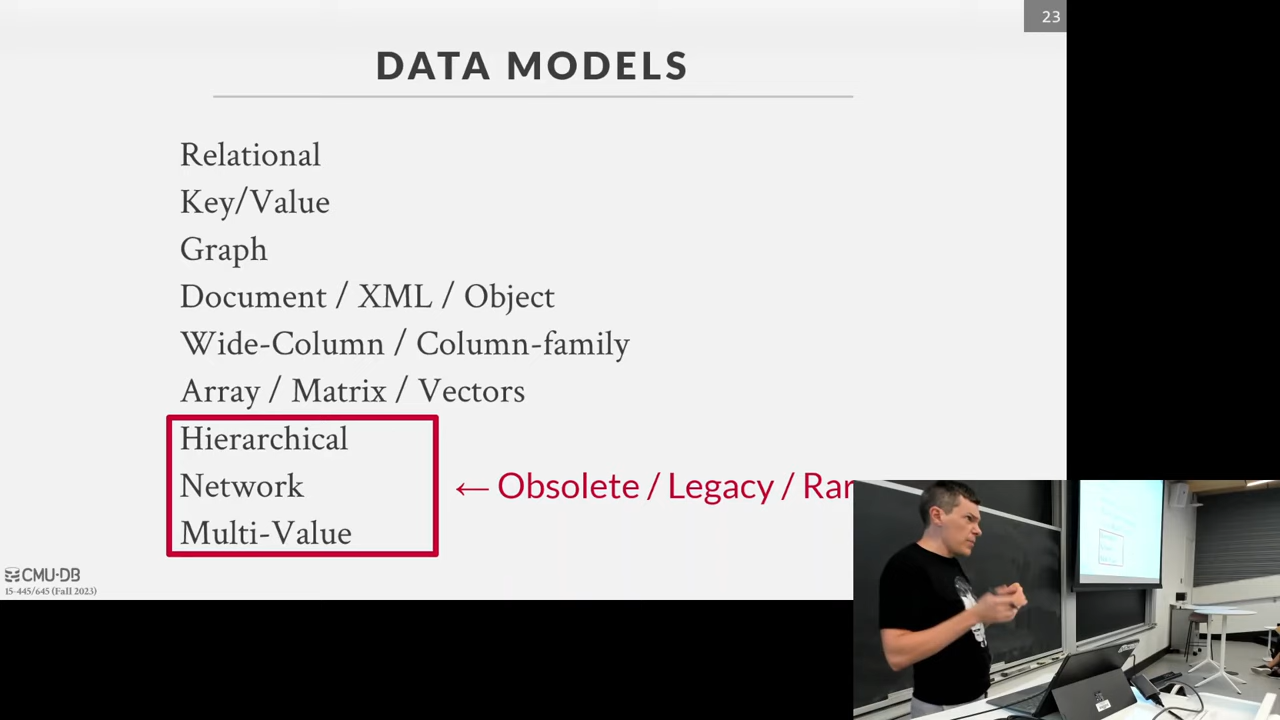 23
DATA MODELS
Relational
Key/Value
Graph
Document / XML / Object
Wide-Column / Column-family
Array / Matrix / Vectors
Hierarchical
Network
← Obsolete / Legacy /
Multi-Value
CMU·DB
15-445/645 (Fall 2023)